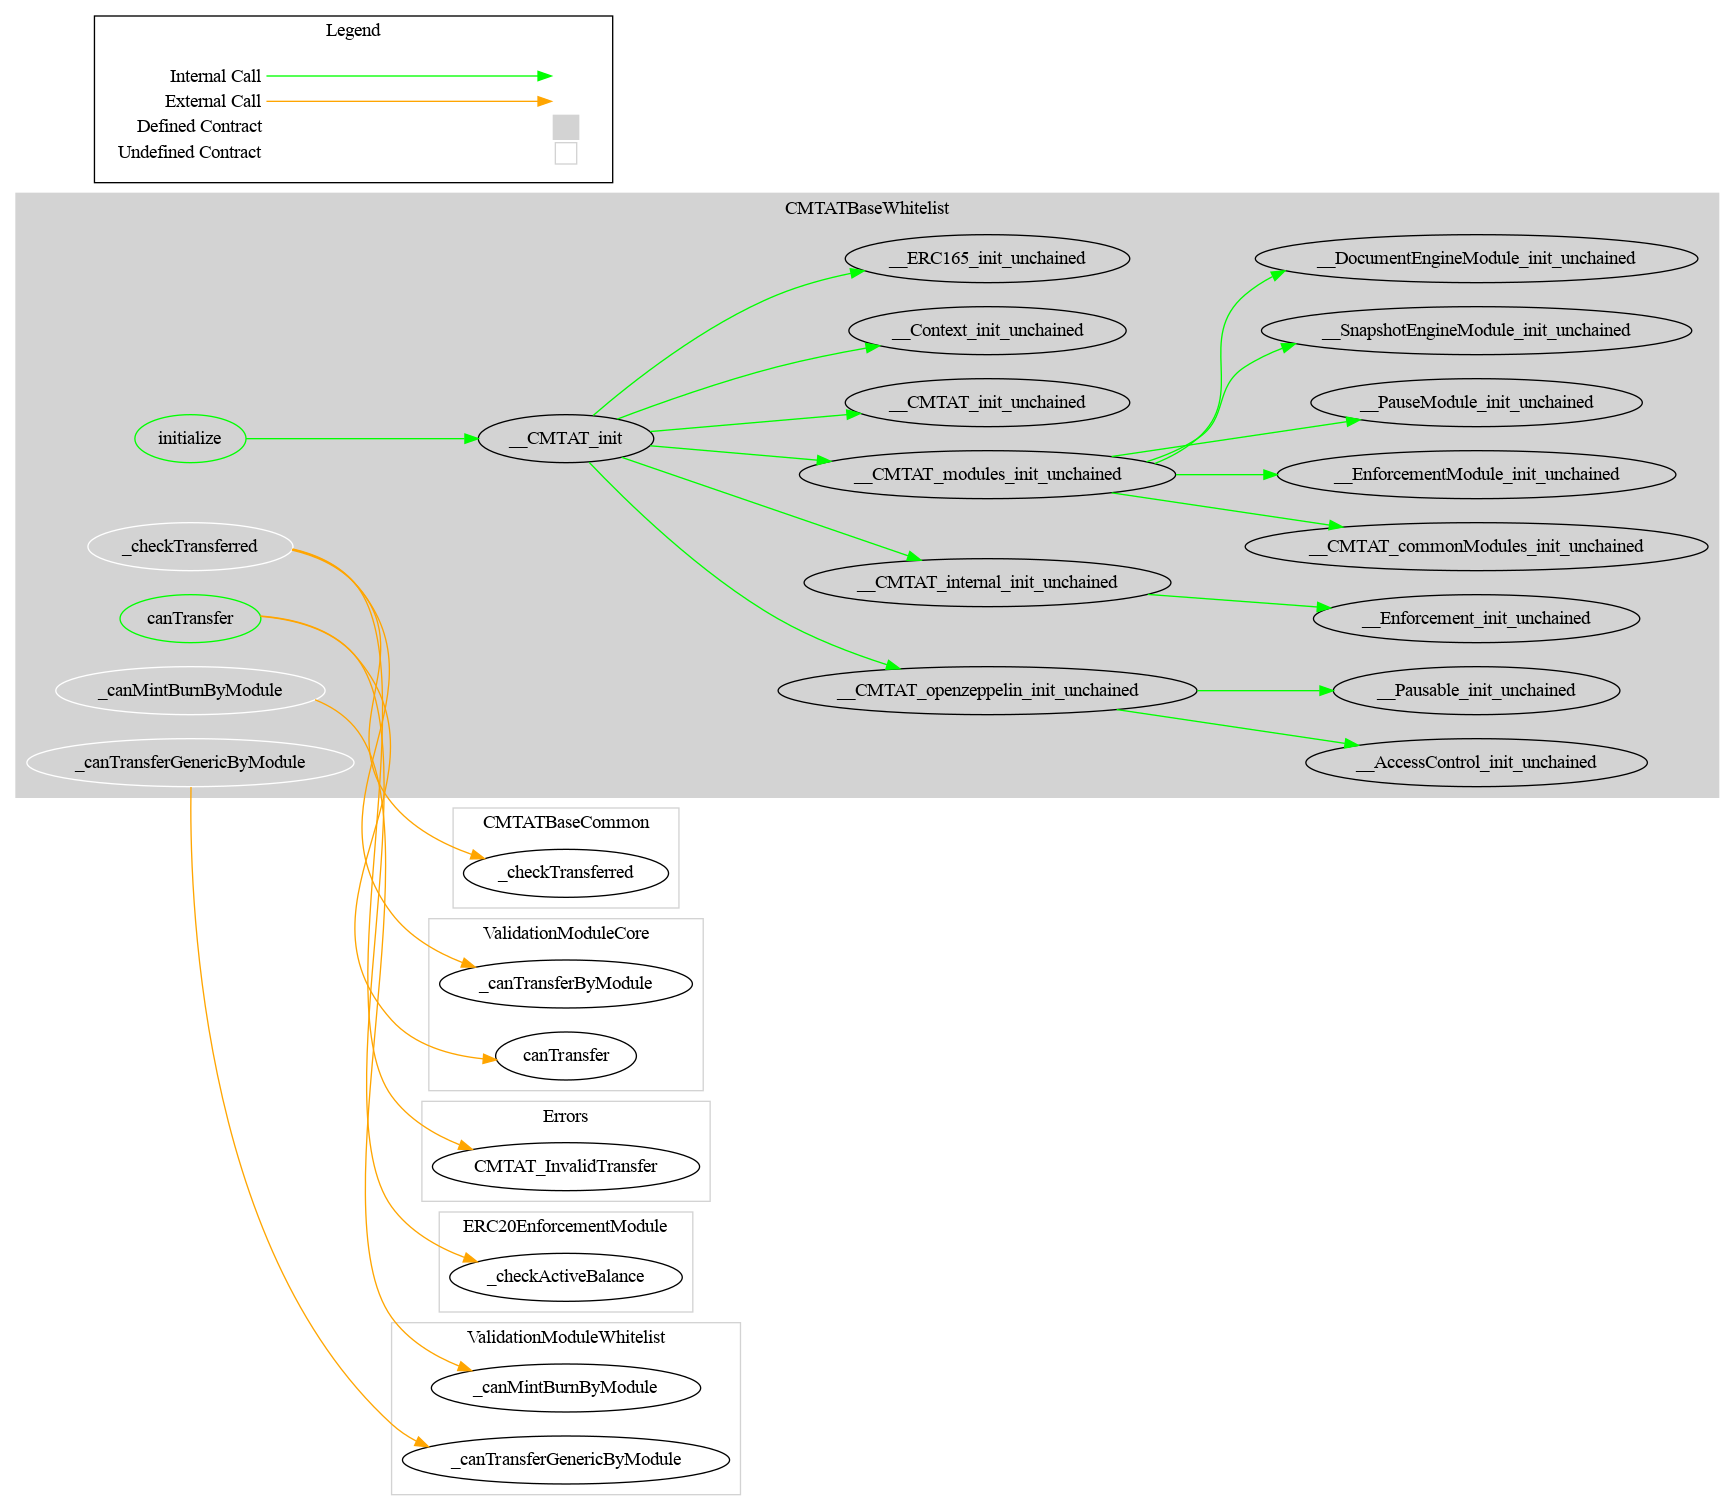 Legend
Internal Call
External Call
Defined Contract
Undefined Contract
CMTATBaseWhitelist
__ERC165_init_unchained
__DocumentEngineModule_init_unchained
__Context_init_unchained
__SnapshotEngineModule_init_unchained
__CMTAT_init_unchained
__PauseModule_init_unchained
initialize
__CMTAT_init
__CMTAT_modules_init_unchained
__EnforcementModule_init_unchained
_checkTransferred
__CMTAT_commonModules_init_unchained
__CMTAT_internal_init_unchained
canTransfer
__Enforcement_init_unchained
_canMintBurnByModule
__CMTAT_openzeppelin_init_unchained
__Pausable_init_unchained
_canTransferGenericByModule
__AccessControl_init_unchained
CMTATBaseCommon
_checkTransferred
ValidationModuleCore
_canTransferByModule
canTransfer
Errors
CMTAT_InvalidTransfer
ERC20EnforcementModule
_checkActiveBalance
ValidationModuleWhitelist
_canMintBurnByModule
_canTransferGenericByModule